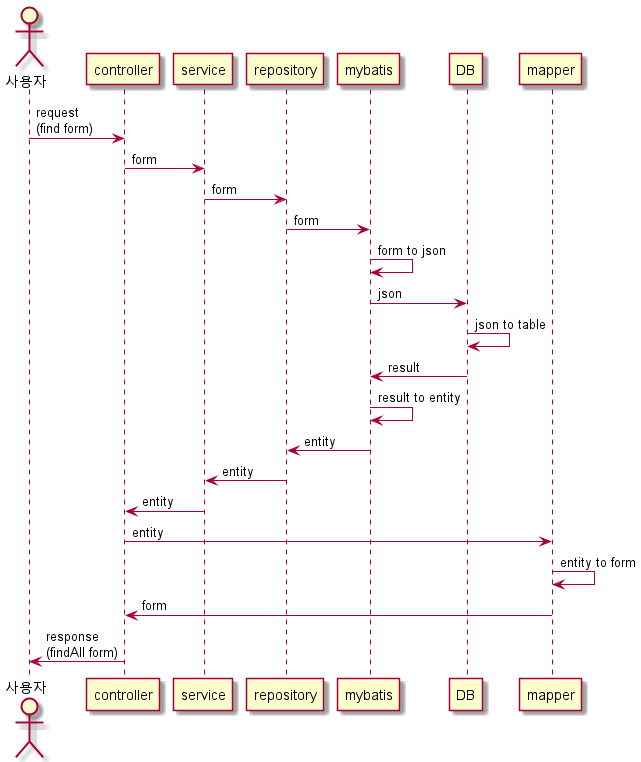 사용자
controller service repository mybatis DB mapper
request
(find form)
form
form
form
form to json
json
json to table
result
result to entity
entity
entity
entity
entity
entity to form
form
response
(findAll form)
사용자
controller service repository mybatis DB mapper